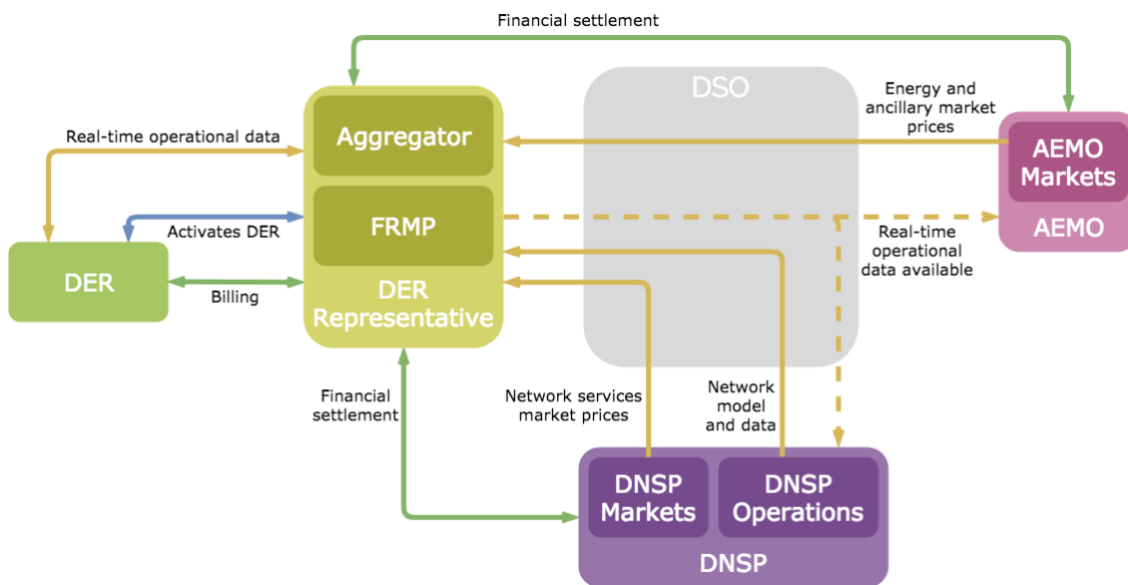 Financial settlement
DSO
Energy and
ancillary market
prices
Aggregator
Real-time operational data
AEMO
Markets
AEMO
FRMP
Activates DER
Real-time
operational
data available
DER
Billing
DER
Representative
Financial
settlement
Network services
market prices
Network
model
and data
DNSP
Markets
DNSP
Operations
DNSP